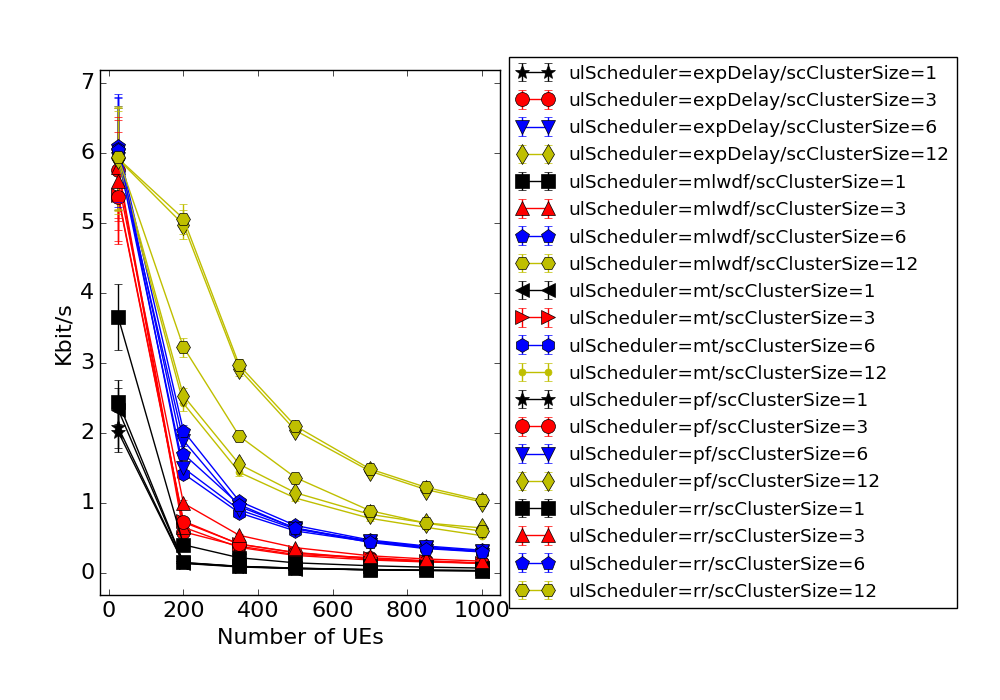 7
6
5
4
3
2
1
0
Kbit/s
0 200 400 600 800 1000
Number of UEs
ulScheduler=expDelay/scClusterSize=1
ulScheduler=expDelay/scClusterSize=3
ulScheduler=expDelay/scClusterSize=6
ulScheduler=expDelay/scClusterSize=12
ulScheduler=mlwdf/scClusterSize=1
ulScheduler=mlwdf/scClusterSize=3
ulScheduler=mlwdf/scClusterSize=6
ulScheduler=mlwdf/scClusterSize=12
ulScheduler=mt/scClusterSize=1
ulScheduler=mt/scClusterSize=3
ulScheduler=mt/scClusterSize=6
ulScheduler=mt/scClusterSize=12
ulScheduler=pf/scClusterSize=1
ulScheduler=pf/scClusterSize=3
ulScheduler=pf/scClusterSize=6
ulScheduler=pf/scClusterSize=12
ulScheduler=rr/scClusterSize=1
ulScheduler=rr/scClusterSize=3
ulScheduler=rr/scClusterSize=6
ulScheduler=rr/scClusterSize=12